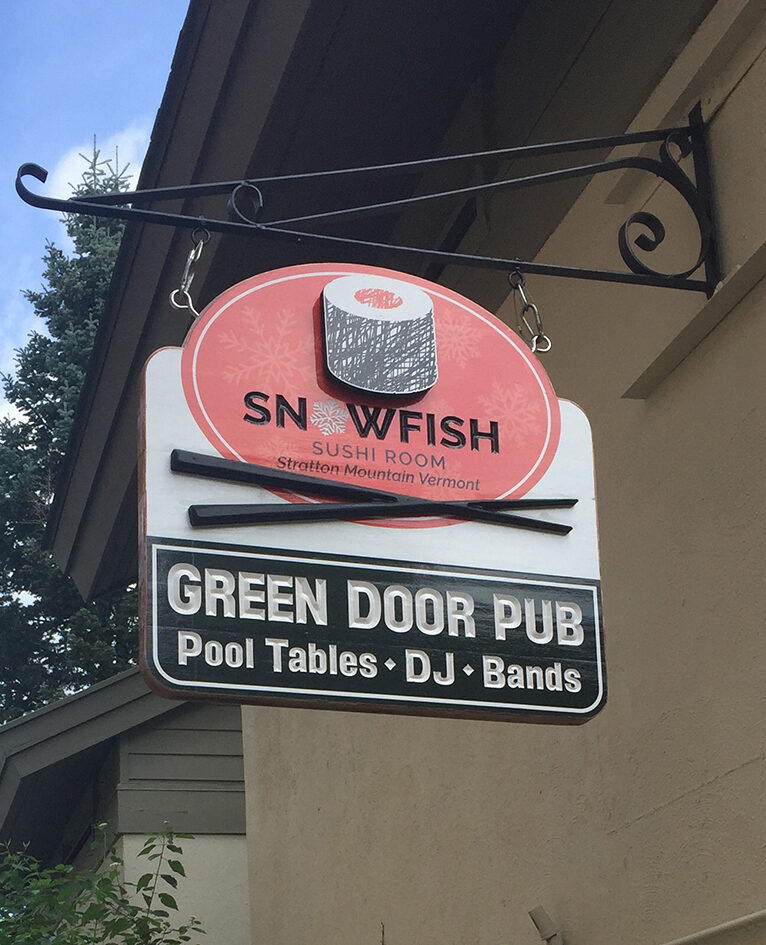 SNOWFISH
SUSHI ROOM
Stratton Mountain Vermont
GREEN DOOR PUB
Pool Tables • DJ • Bands